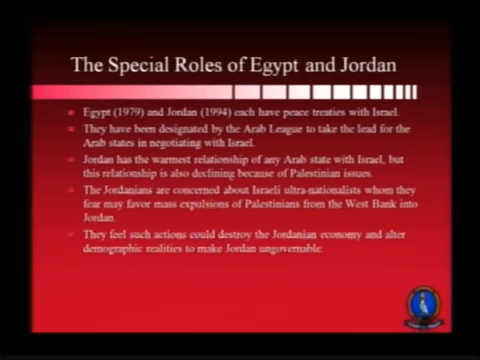 The Special Roles of Egypt and Jordan
Egypt (1979) and Jordan (1994) each have peace treaties with Israel.
They have been designated by the Arab League to take the lead for the
Arab states in negotiating with Israel.
Jordan has the warmest relationship of any Arab state with Israel, but
this relationship is also declining because of Palestinian issues.
The Jordanians are concerned about Israeli ultra-nationalists whom they
fear may favor mass expulsions of Palestinians from the West Bank into
Jordan.
They feel such actions could destroy the Jordanian economy and alter
demographic realities to make Jordan ungovernable.